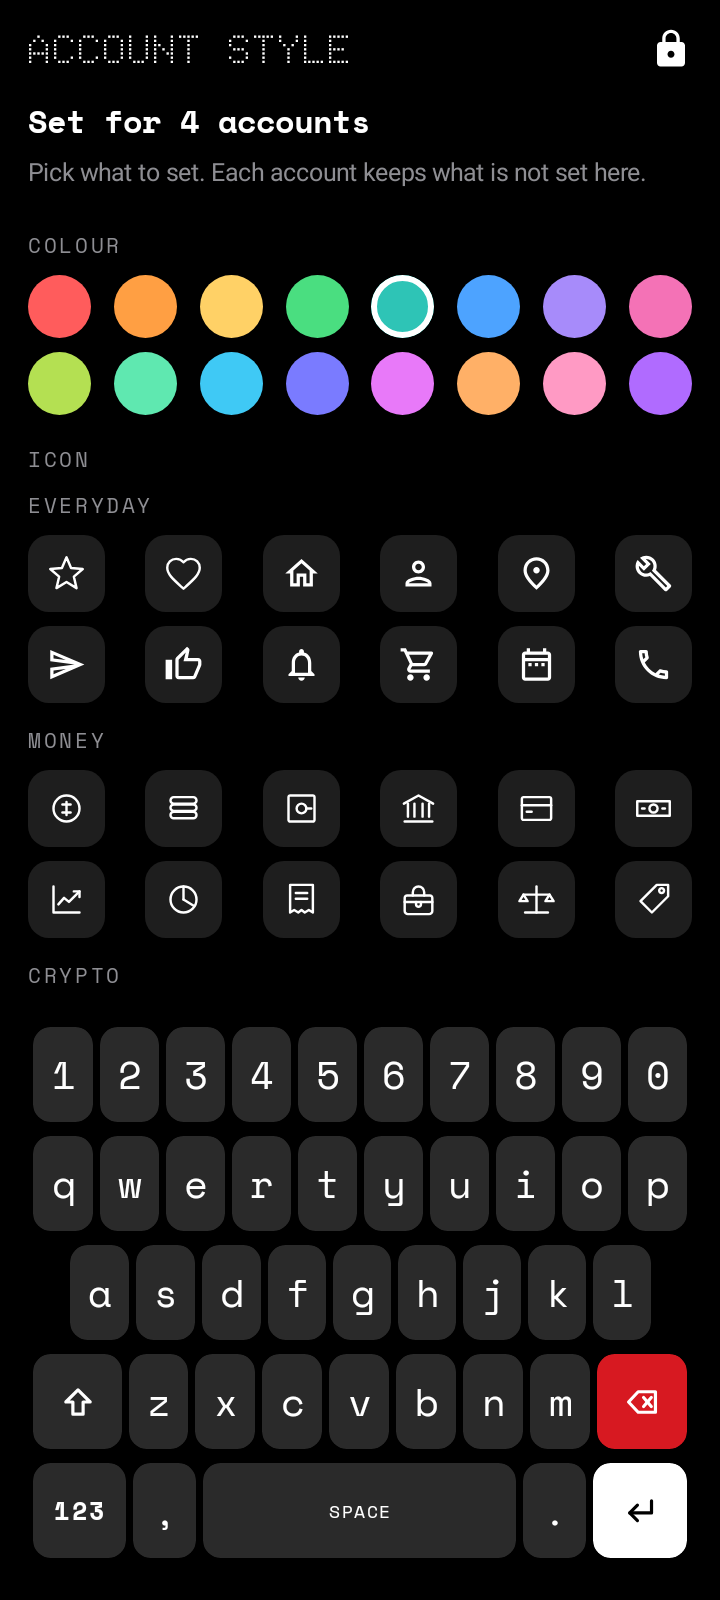 ACCOUNT STYLE
Set for 4 accounts
Pick what to set. Each account keeps what is not set here.
COLOUR
ICON
EVERYDAY
MONEY
CRYPTO
1 2 3 4 5 6 7 8 9 0
q w e r t y u i o p
a s d f g h j k l
z x c v b n m
123 , SPACE .